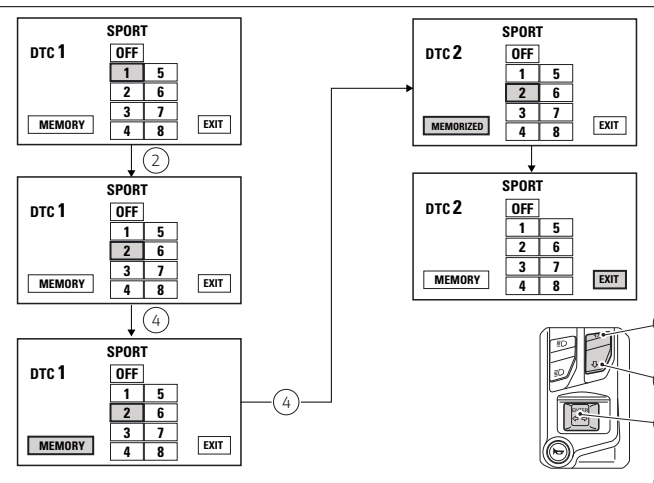 SPORT
DTC 1
OFF
1 5
2 6
3 7
4 8
MEMORY
EXIT
2
SPORT
DTC 1
OFF
1 5
2 6
3 7
4 8
MEMORY
EXIT
4
SPORT
DTC 1
OFF
1 5
2 6
3 7
4 8
MEMORY
EXIT
4
SPORT
DTC 2
OFF
1 5
2 6
3 7
4 8
MEMORIZED
EXIT
SPORT
DTC 2
OFF
1 5
2 6
3 7
4 8
MEMORY
EXIT